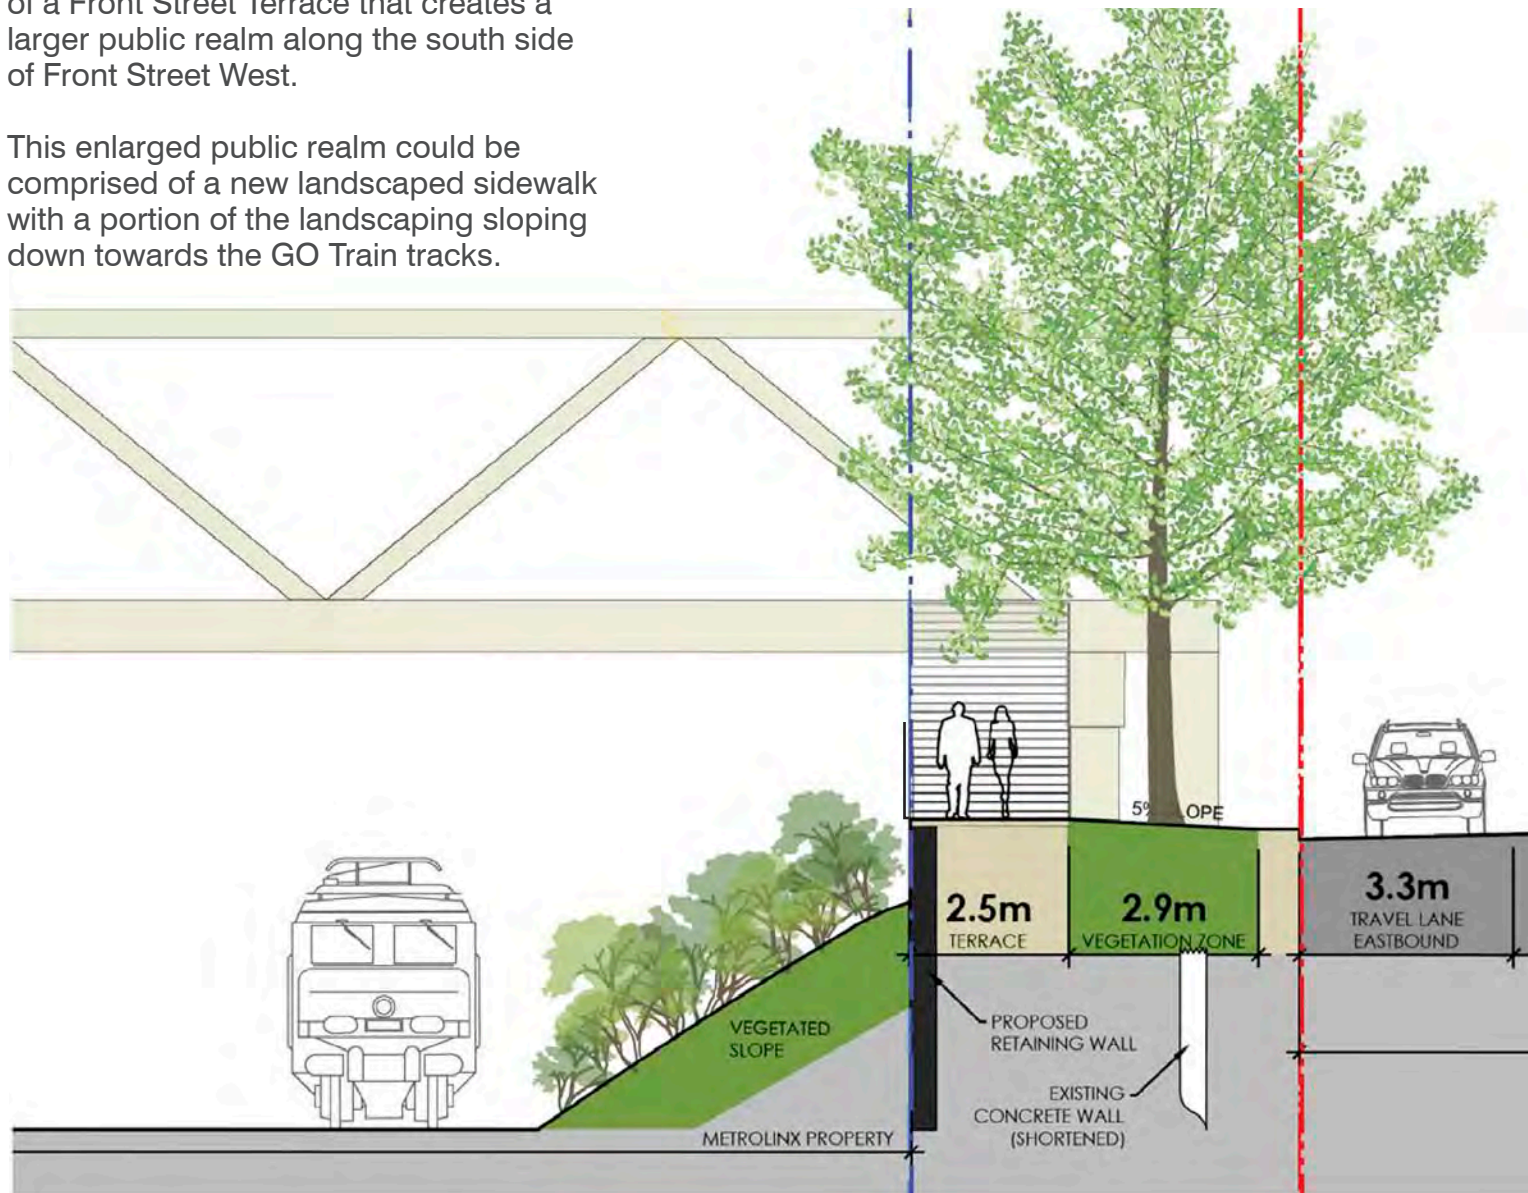 of a Front Street Terrace that creates a
larger public realm along the south side
of Front Street West.
This enlarged public realm could be
comprised of a new landscaped sidewalk
with a portion of the landscaping sloping
down towards the GO Train tracks.
5%
2.5m
TERRACE
2.9m
VEGETATION ZONE
3.3m
TRAVEL LANE
EASTBOUND
VEGETATED
SLOPE
PROPOSED
RETAINING WALL
EXISTING
CONCRETE WALL
(SHORTENED)
METROLINX PROPERTY